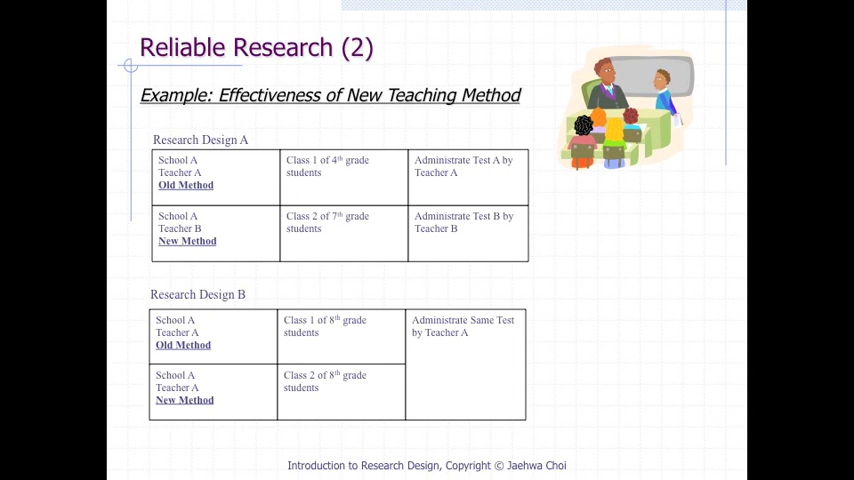 Reliable Research (2)
Example: Effectiveness of New Teaching Method
Research Design A
School A
Teacher A
Old Method
Class 1 of 4th grade
students
Administrate Test A by
Teacher A
School A
Teacher B
New Method
Class 2 of 7th grade
students
Administrate Test B by
Teacher B
Research Design B
School A
Teacher A
Old Method
Class 1 of 8th grade
students
Administrate Same Test
by Teacher A
School A
Teacher A
New Method
Class 2 of 8th grade
students
Introduction to Research Design, Copyright © Jaehwa Choi